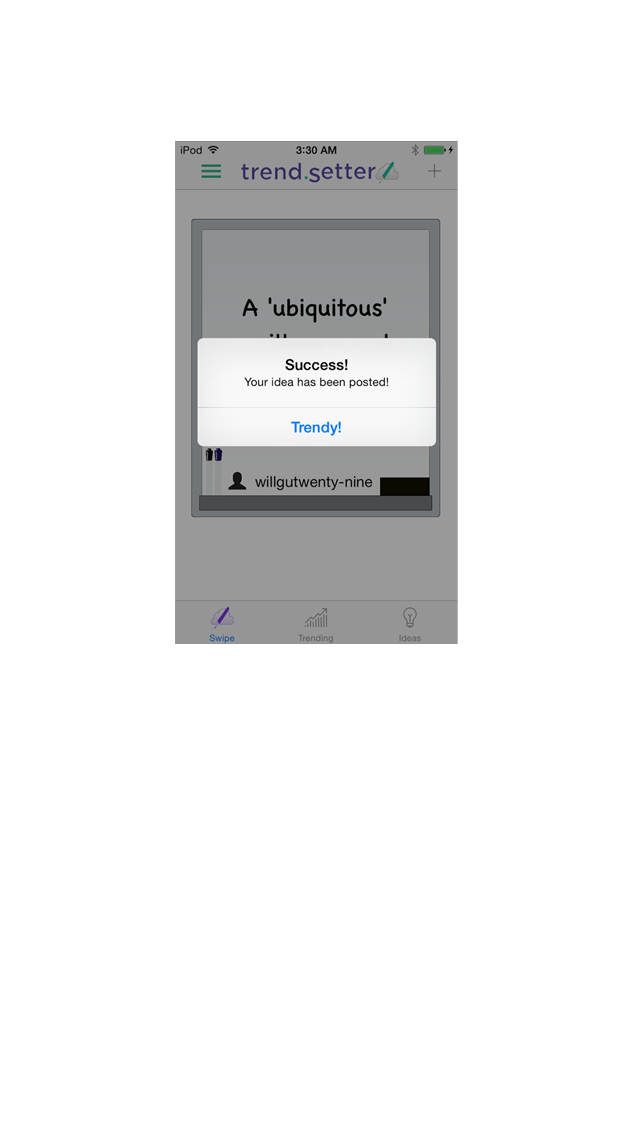 iPod 3:30 AM
trend.setter +
A 'ubiquitous'
Success!
Your idea has been posted!
Trendy!
willgutwenty-nine
Swipe Trending Ideas